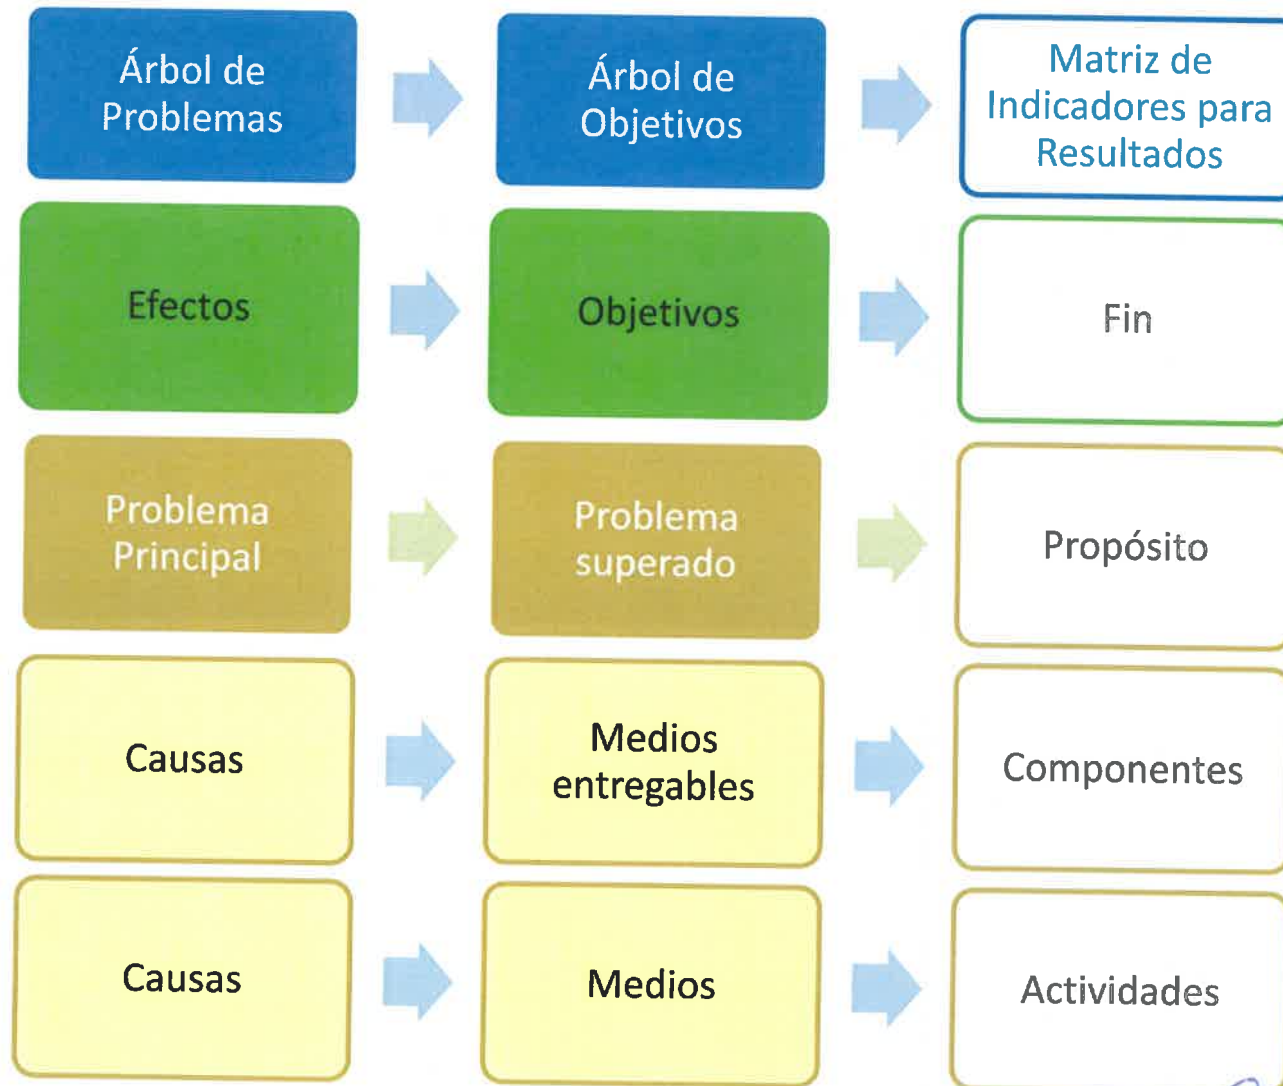 Árbol de
Problemas
Árbol de
Objetivos
Matriz de
Indicadores para
Resultados
Efectos
Objetivos
Fin
Problema
Principal
Problema
superado
Propósito
Causas
Medios
entregables
Componentes
Causas
Medios
Actividades